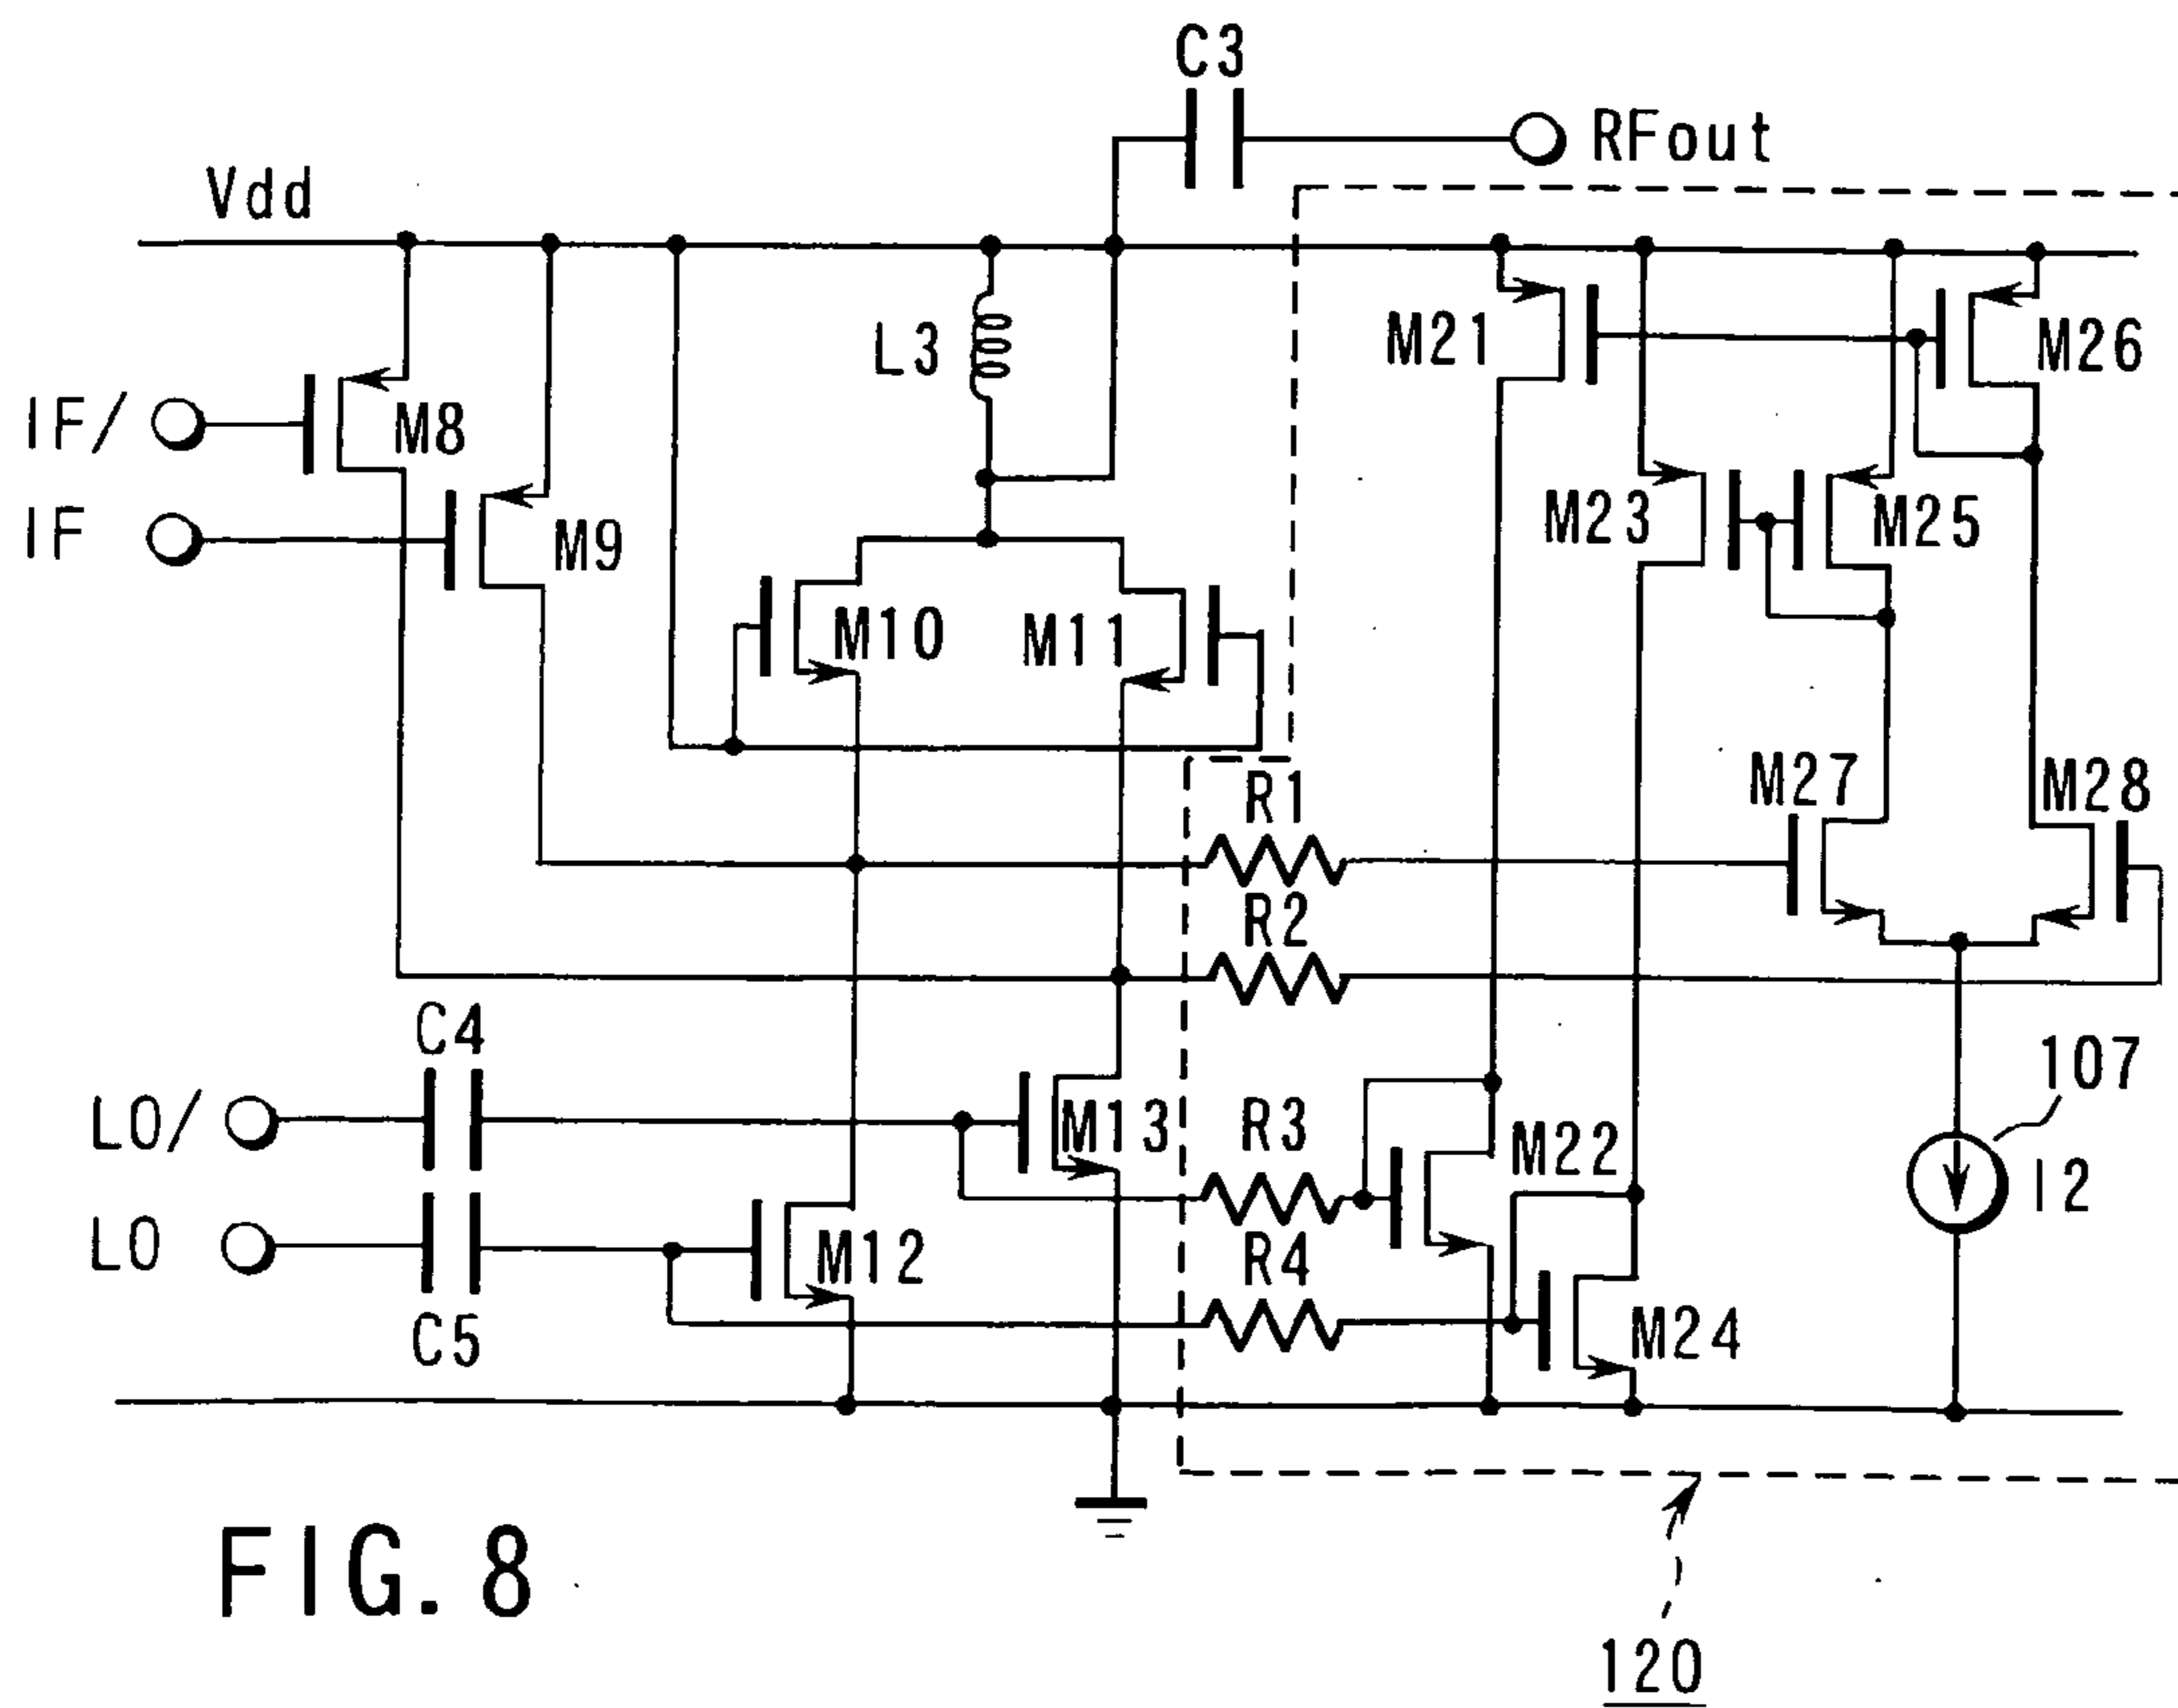 C3
RFout
Vdd
L3
M21
M26
IF/
M8
IF
M9
M23
M25
M10
M11
R1
M27
M28
R2
C4
107
LO/
M13
R3
M22
I2
LO
M12
R4
C5
M24
FIG. 8
120